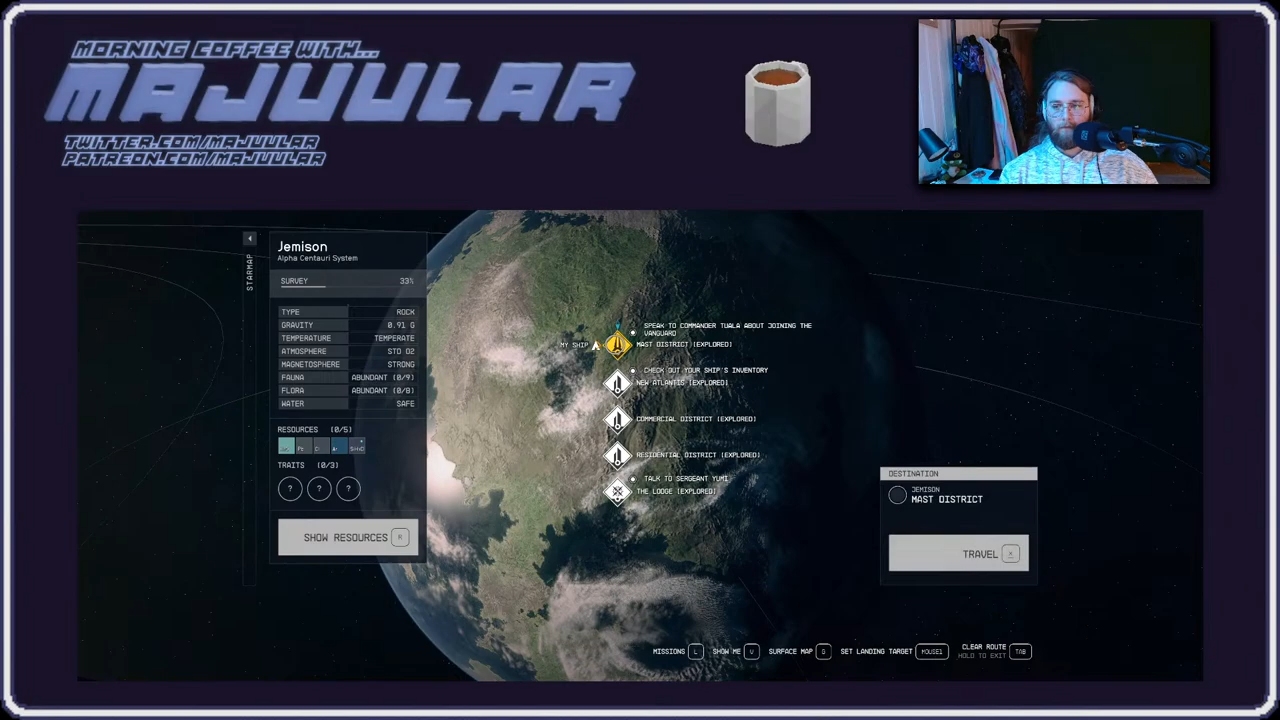 MORNING COFFEE WITH...
MAJUULAR
TWITTER.COM/MAJUULAR
PATREON.COM/MAJUULAR
STARMAP
Jemison
Alpha Centauri System
SURVEY 33%
TYPE ROCK
GRAVITY 0.91 G
TEMPERATURE TEMPERATE
ATMOSPHERE STD O2
MAGNETOSPHERE STRONG
FAUNA ABUNDANT (0/9)
FLORA ABUNDANT (0/8)
WATER SAFE
RESOURCES (0/5)
TRAITS (0/3)
? ? ?
SHOW RESOURCES R
SPEAK TO COMMANDER TUALA ABOUT JOINING THE
VANGUARD
MY SHIP
MAST DISTRICT [EXPLORED]
CHECK OUT YOUR SHIP'S INVENTORY
NEW ATLANTIS [EXPLORED]
COMMERCIAL DISTRICT [EXPLORED]
RESIDENTIAL DISTRICT [EXPLORED]
TALK TO SERGEANT YUMI
THE LODGE [EXPLORED]
DESTINATION
JEMISON
MAST DISTRICT
TRAVEL X
MISSIONS L SHOW ME V SURFACE MAP G SET LANDING TARGET MOUSE1 CLEAR ROUTE TAB
HOLD TO EXIT